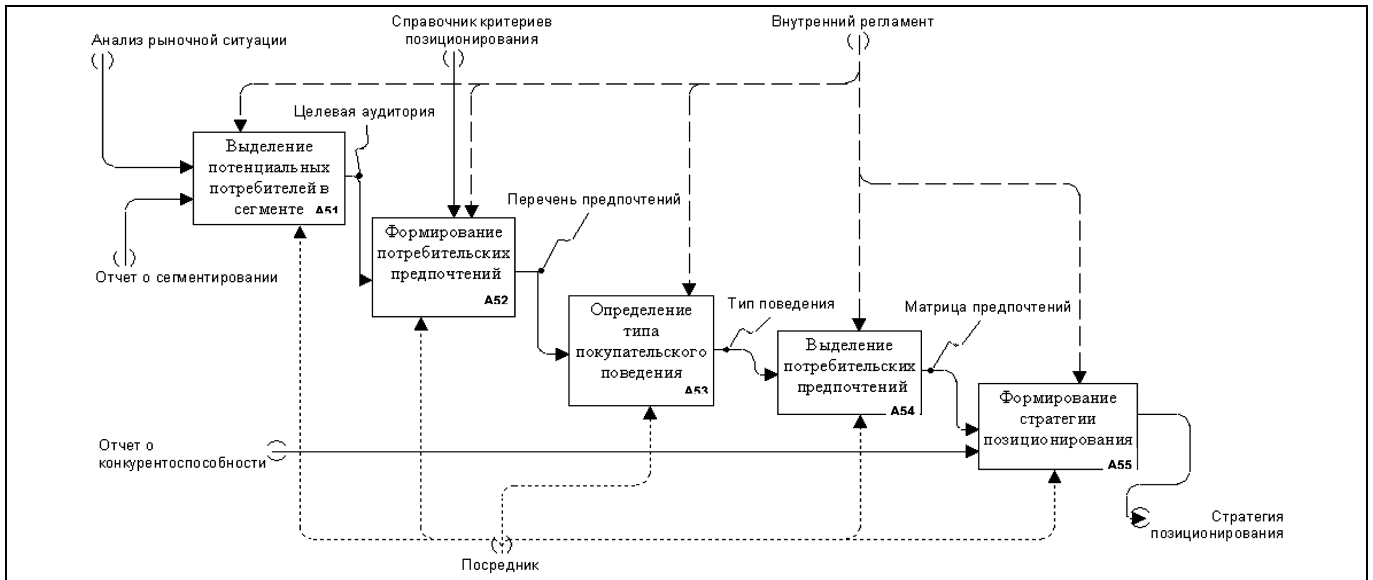 Справочник критериев
позиционирования
Внутренний регламент
Анализ рыночной ситуации
Целевая аудитория
Выделение
потенциальных
потребителей в
сегменте
A51
Перечень предпочтений
Формирование
потребительских
предпочтений
A52
Отчет о сегментировании
Определение
типа
покупательского
поведения
A53
Тип поведения
Матрица предпочтений
Выделение
потребительских
предпочтений
A54
Формирование
стратегии
позиционирования
A55
Отчет о
конкурентоспособности
Стратегия
позиционирования
Посредник